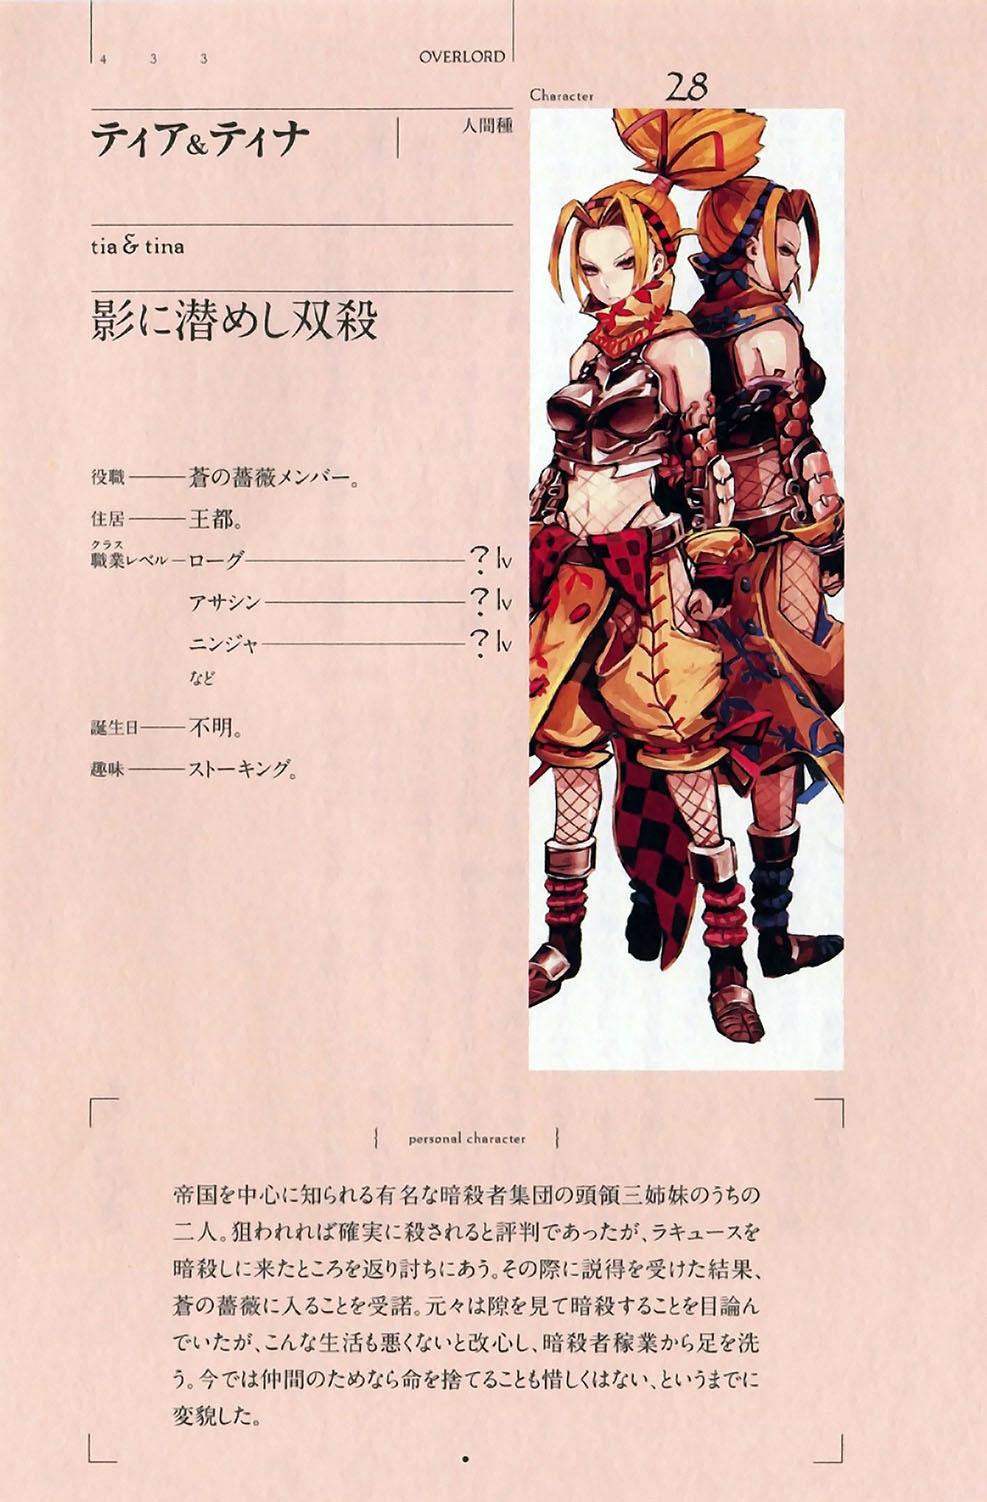 433
OVERLORD
Character 28
ティア&ティナ
人間種
tia & tina
影に潜めし双殺
役職 蒼の薔薇メンバー。
住居 王都。
クラス
職業レベル ローグ ?lv
アサシン ?lv
ニンジャ ?lv
など
誕生日 不明。
趣味 ストーキング。
personal character
帝国を中心に知られる有名な暗殺者集団の頭領三姉妹のうちの
二人。狙われれば確実に殺されると評判であったが、ラキュースを
暗殺しに来たところを返り討ちにあう。その際に説得を受けた結果、
蒼の薔薇に入ることを受諾。元々は隙を見て暗殺することを目論ん
でいたが、こんな生活も悪くないと改心し、暗殺者稼業から足を洗
う。今では仲間のためなら命を捨てることも惜しくはない、というまでに
変貌した。